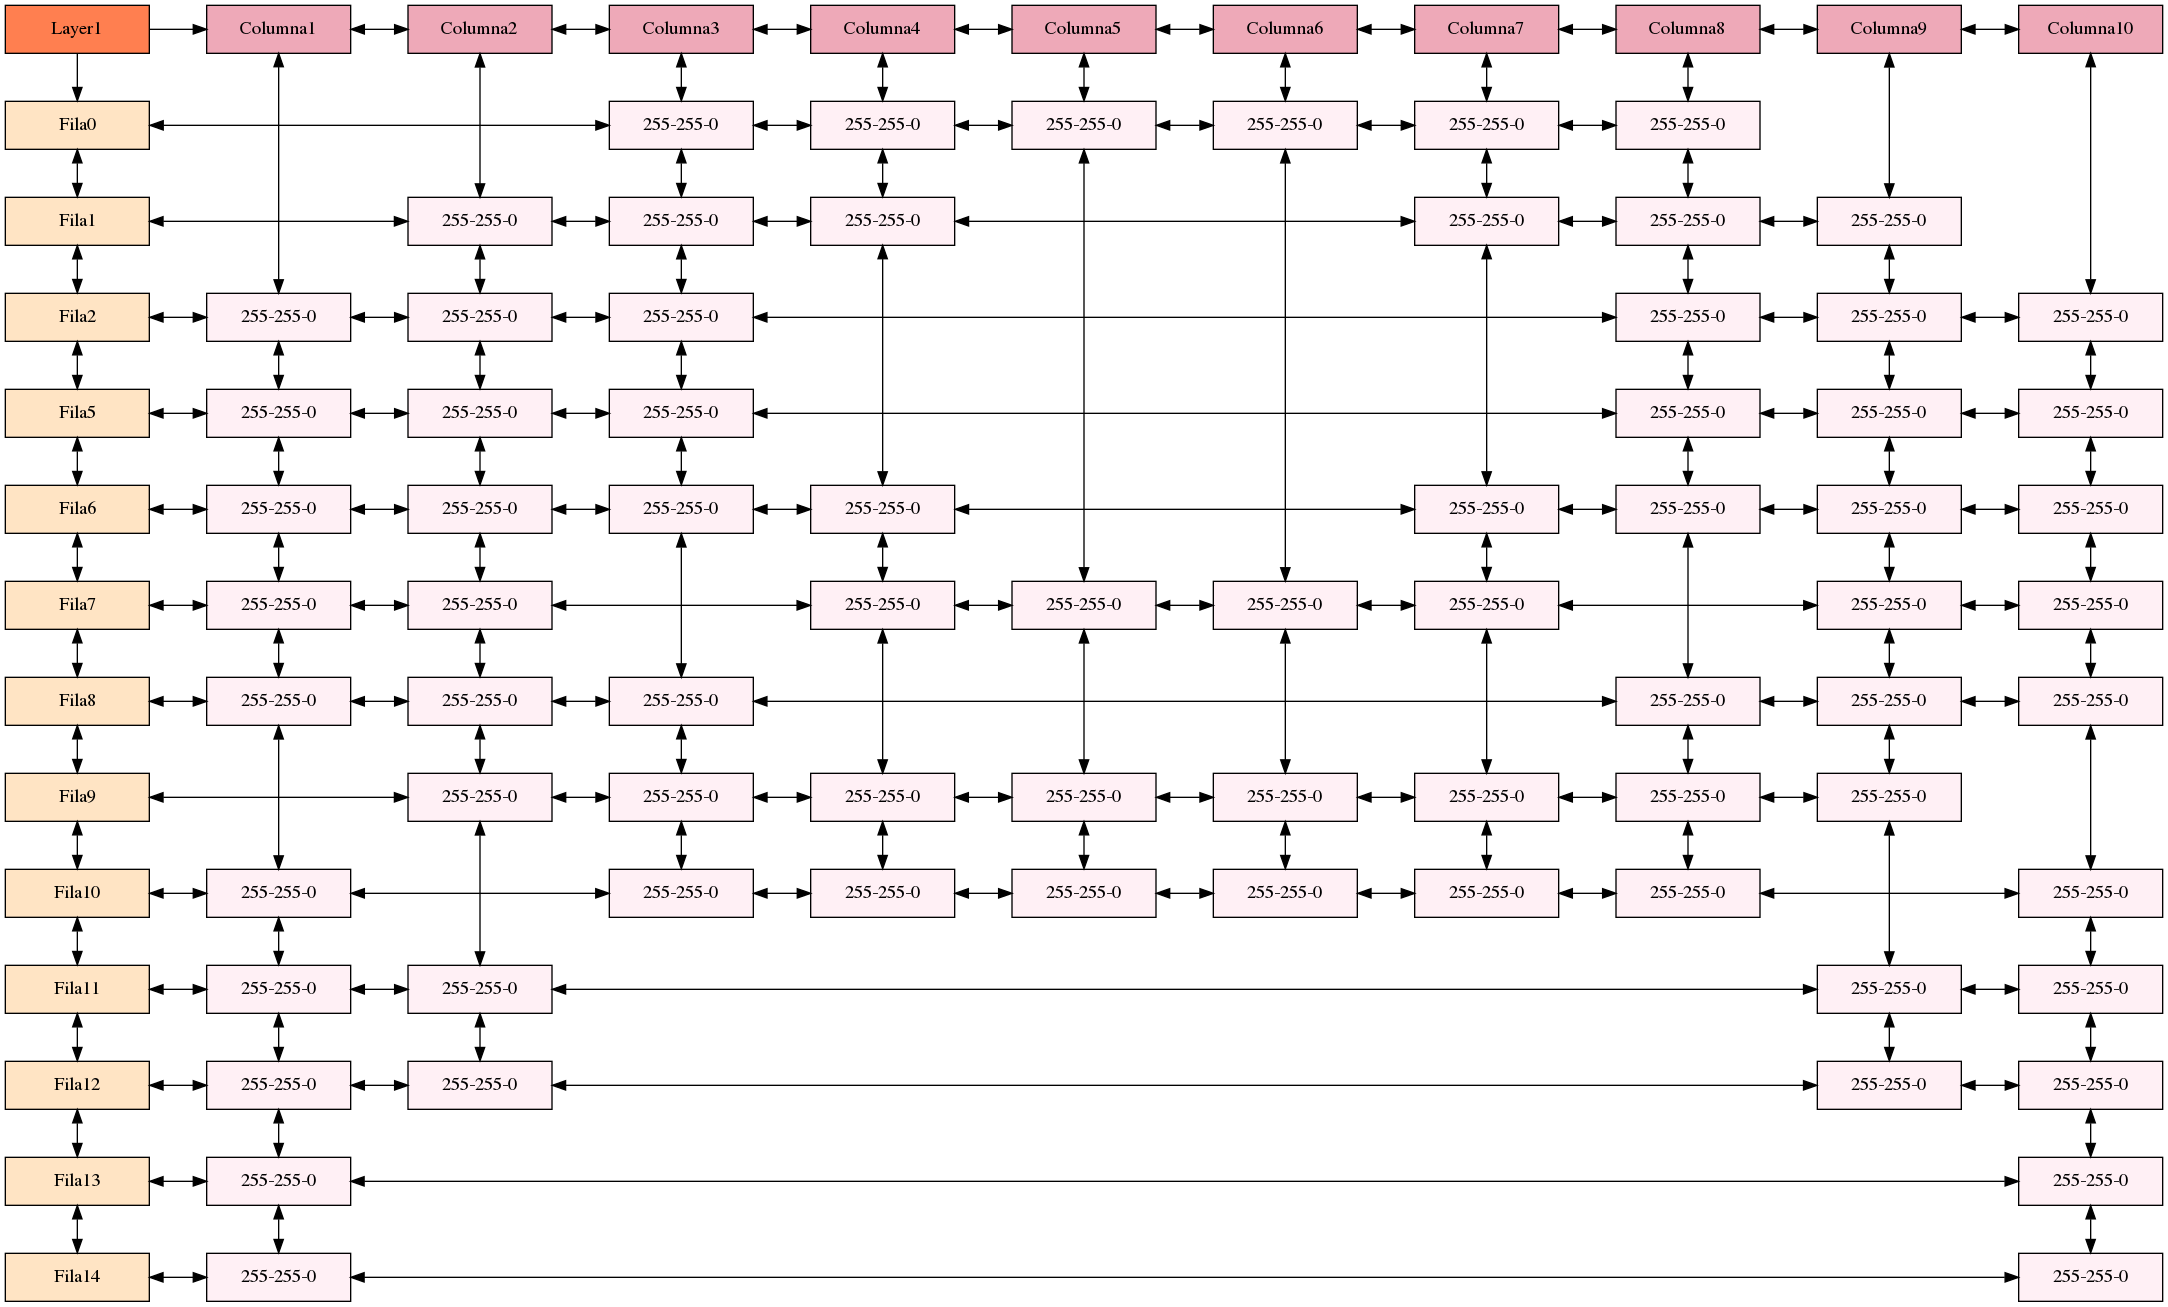 Layer1 Columna1 Columna2 Columna3 Columna4 Columna5 Columna6 Columna7 Columna8 Columna9 Columna10
Fila0 255-255-0 255-255-0 255-255-0 255-255-0 255-255-0 255-255-0
Fila1 255-255-0 255-255-0 255-255-0 255-255-0 255-255-0 255-255-0
Fila2 255-255-0 255-255-0 255-255-0 255-255-0 255-255-0 255-255-0
Fila5 255-255-0 255-255-0 255-255-0 255-255-0 255-255-0 255-255-0
Fila6 255-255-0 255-255-0 255-255-0 255-255-0 255-255-0 255-255-0 255-255-0 255-255-0
Fila7 255-255-0 255-255-0 255-255-0 255-255-0 255-255-0 255-255-0 255-255-0 255-255-0
Fila8 255-255-0 255-255-0 255-255-0 255-255-0 255-255-0 255-255-0
Fila9 255-255-0 255-255-0 255-255-0 255-255-0 255-255-0 255-255-0 255-255-0 255-255-0
Fila10 255-255-0 255-255-0 255-255-0 255-255-0 255-255-0 255-255-0 255-255-0 255-255-0
Fila11 255-255-0 255-255-0 255-255-0 255-255-0
Fila12 255-255-0 255-255-0 255-255-0 255-255-0
Fila13 255-255-0 255-255-0
Fila14 255-255-0 255-255-0